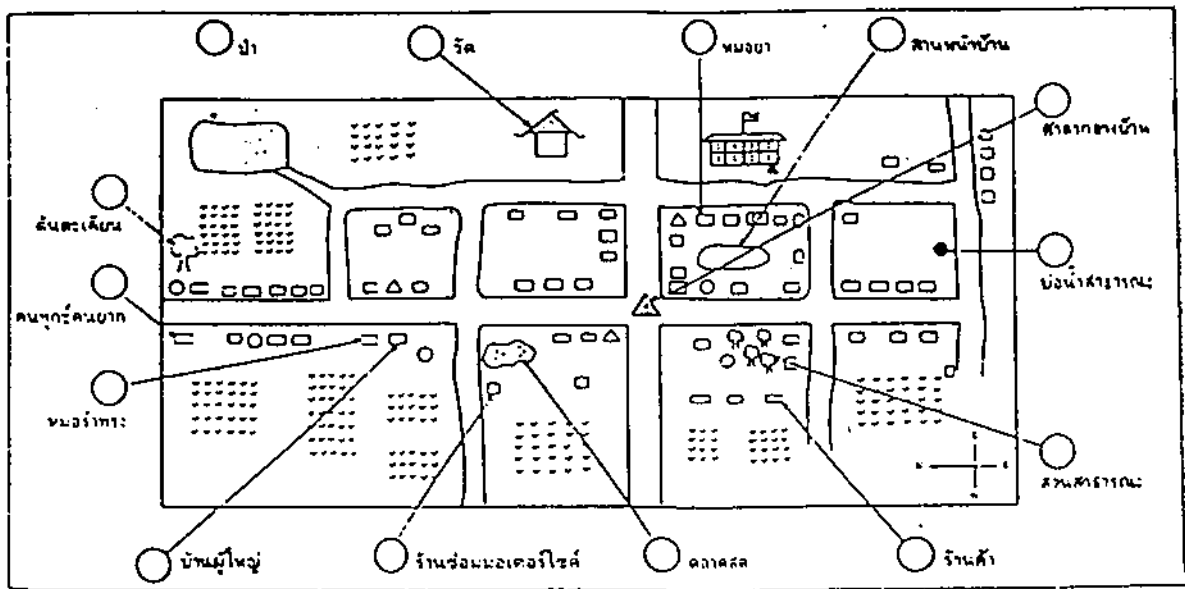 ป่า
วัด
หมอยา
ลานหน้าบ้าน
ศาลากลางบ้าน
ต้นตะเคียน
บ่อน้ำสาธารณะ
คนทุกข์คนยาก
หมอลำพระ
สวนสาธารณะ
บ้านผู้ใหญ่
ร้านซ่อมมอเตอร์ไซค์
ตลาดสด
ร้านค้า